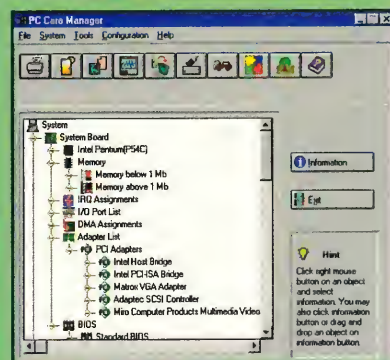 PC Care Manager
File System Tools Configuration Help
System
System Board
Intel Pentium(P54C)
Memory
Memory below 1 Mb
Memory above 1 Mb
IRQ Assignments
I/O Port List
DMA Assignments
Adapter List
PCI Adapters
Intel Host Bridge
Intel PCI-ISA Bridge
Matrox VGA Adapter
Adaptec SCSI Controller
Miro Computer Products Multimedia Video
BIOS
Standard BIOS
Information
Exit
Hint
Click right mouse
button on an object
and select
information. You may
also click information
button or drag and
drop an object on
information button.